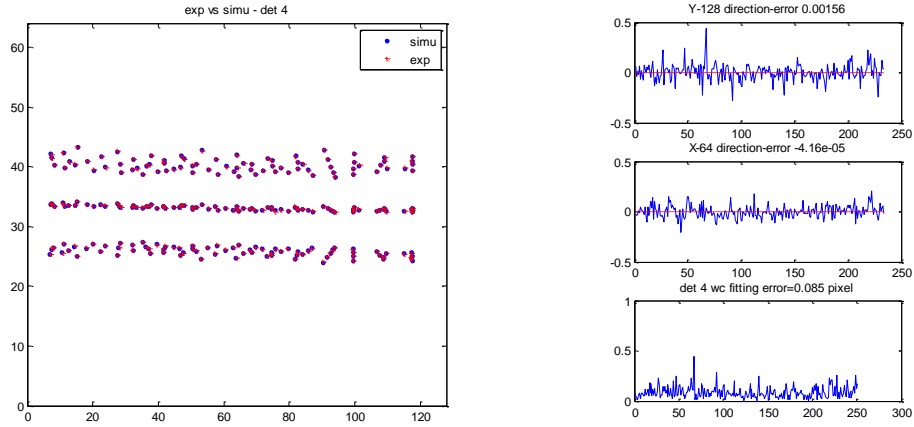 exp vs simu - det 4
simu
exp
60
50
40
30
20
10
0
0 20 40 60 80 100 120
Y-128 direction-error 0.00156
0.5
0
-0.5
0 50 100 150 200 250
X-64 direction-error -4.16e-05
0.5
0
-0.5
0 50 100 150 200 250
det 4 wc fitting error=0.085 pixel
1
0.5
0
0 50 100 150 200 250 300